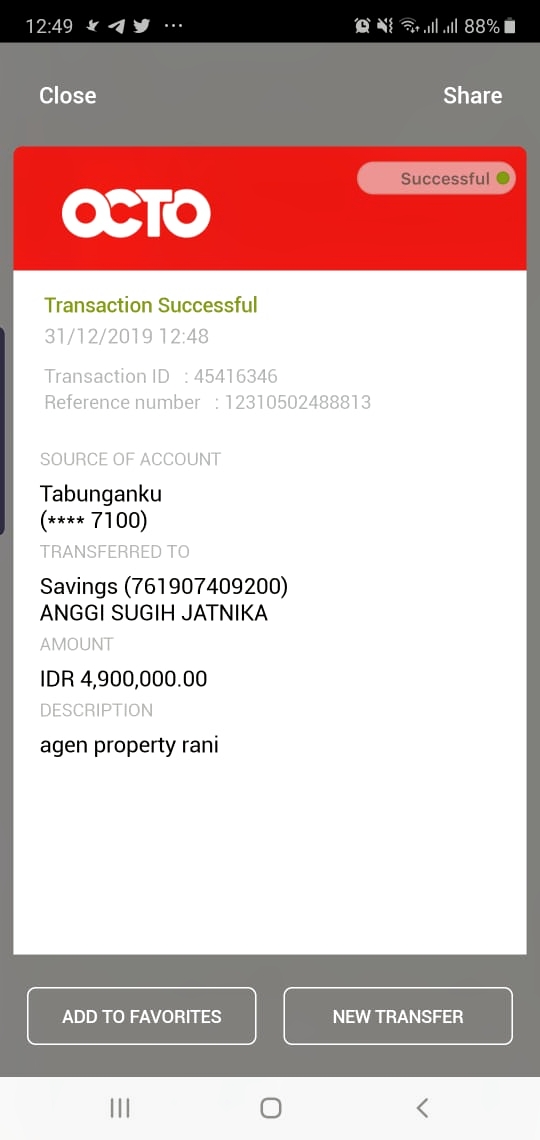 12:49 ... 88%
Close Share
Successful
OCTO
Transaction Successful
31/12/2019 12:48
Transaction ID : 45416346
Reference number : 12310502488813
SOURCE OF ACCOUNT
Tabunganku
(**** 7100)
TRANSFERRED TO
Savings (761907409200)
ANGGI SUGIH JATNIKA
AMOUNT
IDR 4,900,000.00
DESCRIPTION
agen property rani
ADD TO FAVORITES NEW TRANSFER